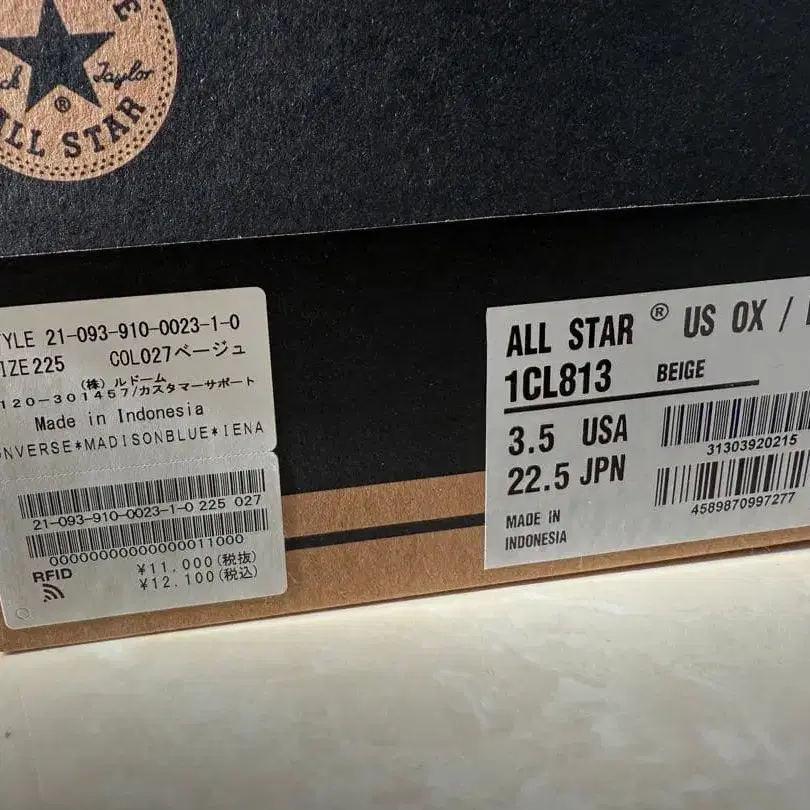 Taylor
®
ALL STAR
21-093-910-0023-1-0
225 COL027ベージュ
(株)ルドーム
120-301457/カスタマーサポート
Made in Indonesia
NVERSE*MADISONBLUE*IENA
21-093-910-0023-1-0 225 027
00000000000000011000
RFID
¥11,000(税抜)
¥12,100(税込)
ALL STAR ® US OX /
1CL813 BEIGE
3.5 USA
22.5 JPN
31303920215
4589870997277
MADE IN
INDONESIA